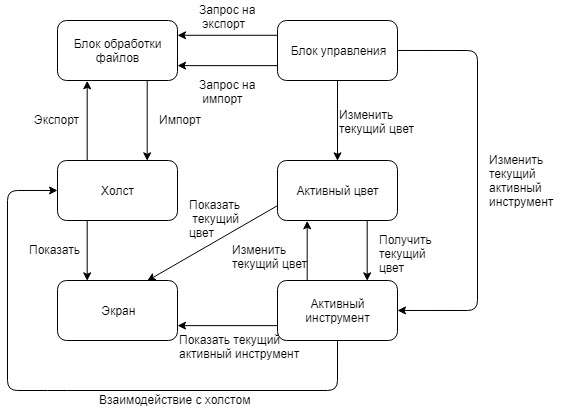 Запрос на
экспорт
Блок обработки
файлов
Блок управления
Запрос на
импорт
Экспорт
Импорт
Изменить
текущий цвет
Изменить
текущий
активный
инструмент
Холст
Активный цвет
Показать
текущий
цвет
Показать
Изменить
текущий цвет
Получить
текущий
цвет
Экран
Активный
инструмент
Показать текущий
активный инструмент
Взаимодействие с холстом